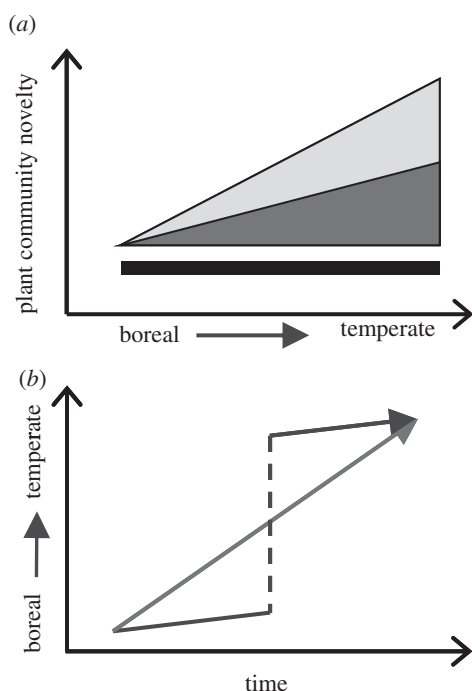 (a)
plant community novelty
boreal
temperate
(b)
temperate
boreal
time